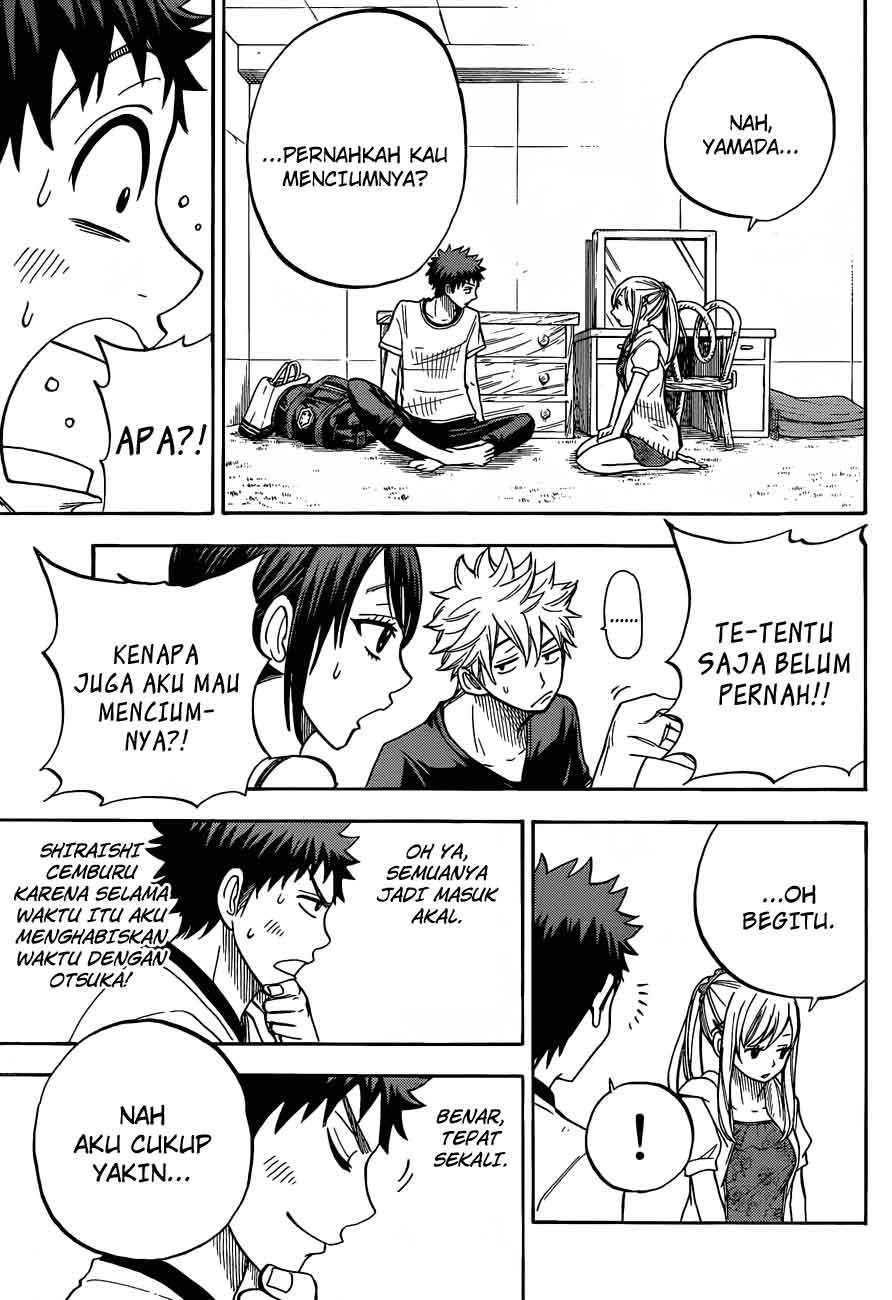 NAH,
YAMADA...
...PERNAHKAH KAU
MENCIUMNYA?
APA?!
TE-TENTU
SAJA BELUM
PERNAH!!
.......
KENAPA
JUGA AKU MAU
MENCIUM-
NYA?!
...OH
BEGITU.
!
OH YA,
SEMUANYA
JADI MASUK
AKAL.
SHIRAISHI
CEMBURU
KARENA SELAMA
WAKTU ITU AKU
MENGHABISKAN
WAKTU DENGAN
OTSUKA!
BENAR,
TEPAT
SEKALI.
NAH
AKU CUKUP
YAKIN...